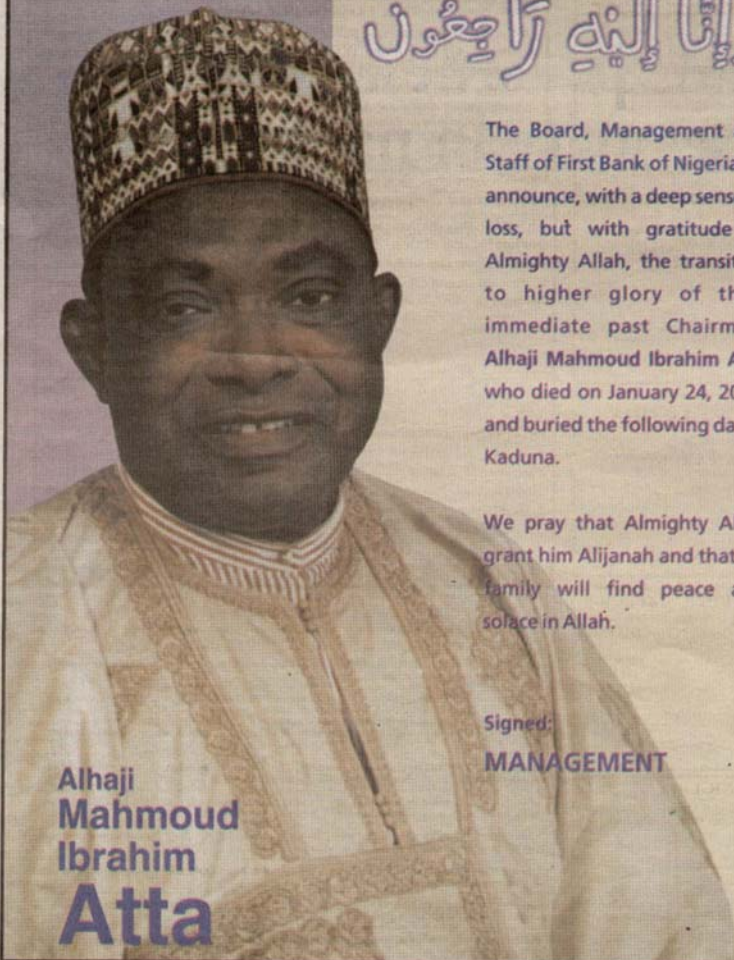 إِنَّا إِلَيْهِ رَاجِعُون
The Board, Management
Staff of First Bank of Nigeria
announce, with a deep sens
loss, but with gratitude
Almighty Allah, the transit
to higher glory of th
immediate past Chairm
Alhaji Mahmoud Ibrahim A
who died on January 24, 20
and buried the following da
Kaduna.
We pray that Almighty Al
grant him Alijanah and that
family will find peace a
solace in Allah.
Signed:
MANAGEMENT
Alhaji
Mahmoud
Ibrahim
Atta